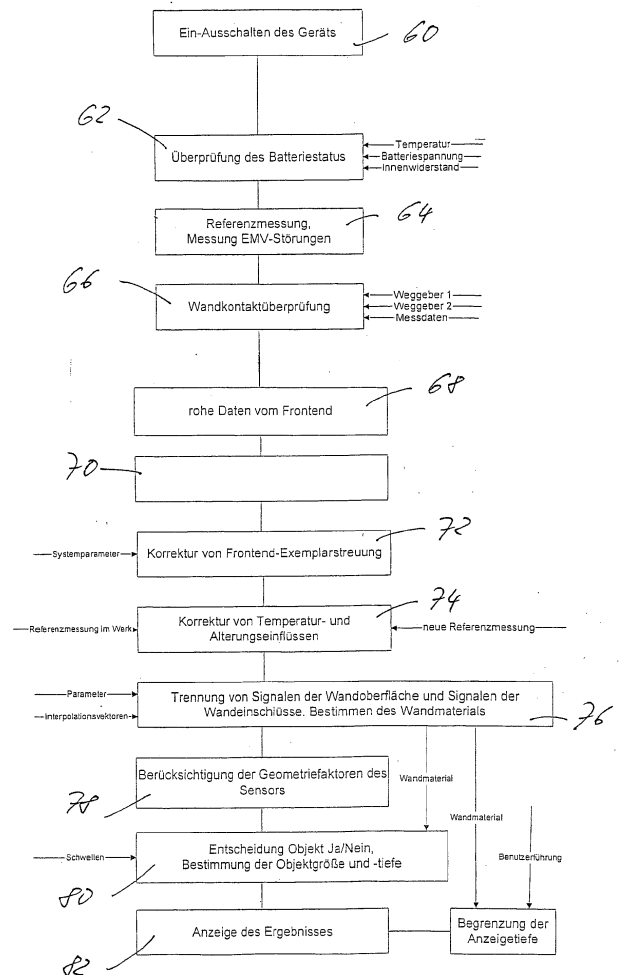 Ein-Ausschalten des Geräts
60
62
Überprüfung des Batteriestatus
Temperatur
Batteriespannung
Innenwiderstand
Referenzmessung,
Messung EMV-Störungen
64
66
Wandkontaktüberprüfung
Weggeber 1
Weggeber 2
Messdaten
rohe Daten vom Frontend
68
70
72
Systemparameter
Korrektur von Frontend-Exemplarstreuung
74
Referenzmessung im Werk
Korrektur von Temperatur- und
Alterungseinflüssen
neue Referenzmessung
Parameter
Interpolationsvektoren
Trennung von Signalen der Wandoberfläche und Signalen der
Wandeinschlüsse. Bestimmen des Wandmaterials
76
Berücksichtigung der Geometriefaktoren des
Sensors
78
Wandmaterial
Wandmaterial
Benutzerführung
Schwellen
Entscheidung Objekt Ja/Nein,
Bestimmung der Objektgröße und -tiefe
80
Anzeige des Ergebnisses
82
Begrenzung der
Anzeigetiefe